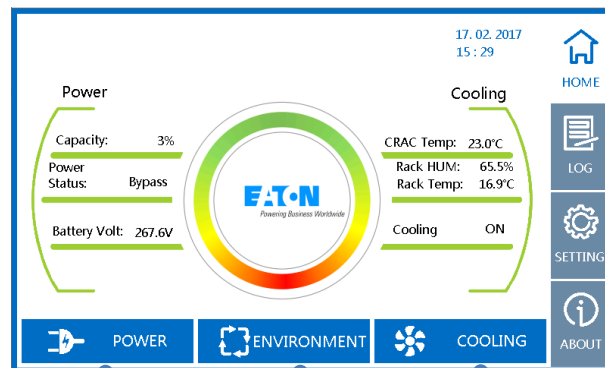 17. 02. 2017
15 : 29
HOME
Power
Cooling
Capacity: 3%
CRAC Temp: 23.0℃
Power
Status: Bypass
Rack HUM: 65.5%
Rack Temp: 16.9℃
LOG
EATON
Powering Business Worldwide
Battery Volt: 267.6V
Cooling ON
SETTING
POWER
ENVIRONMENT
COOLING
ABOUT